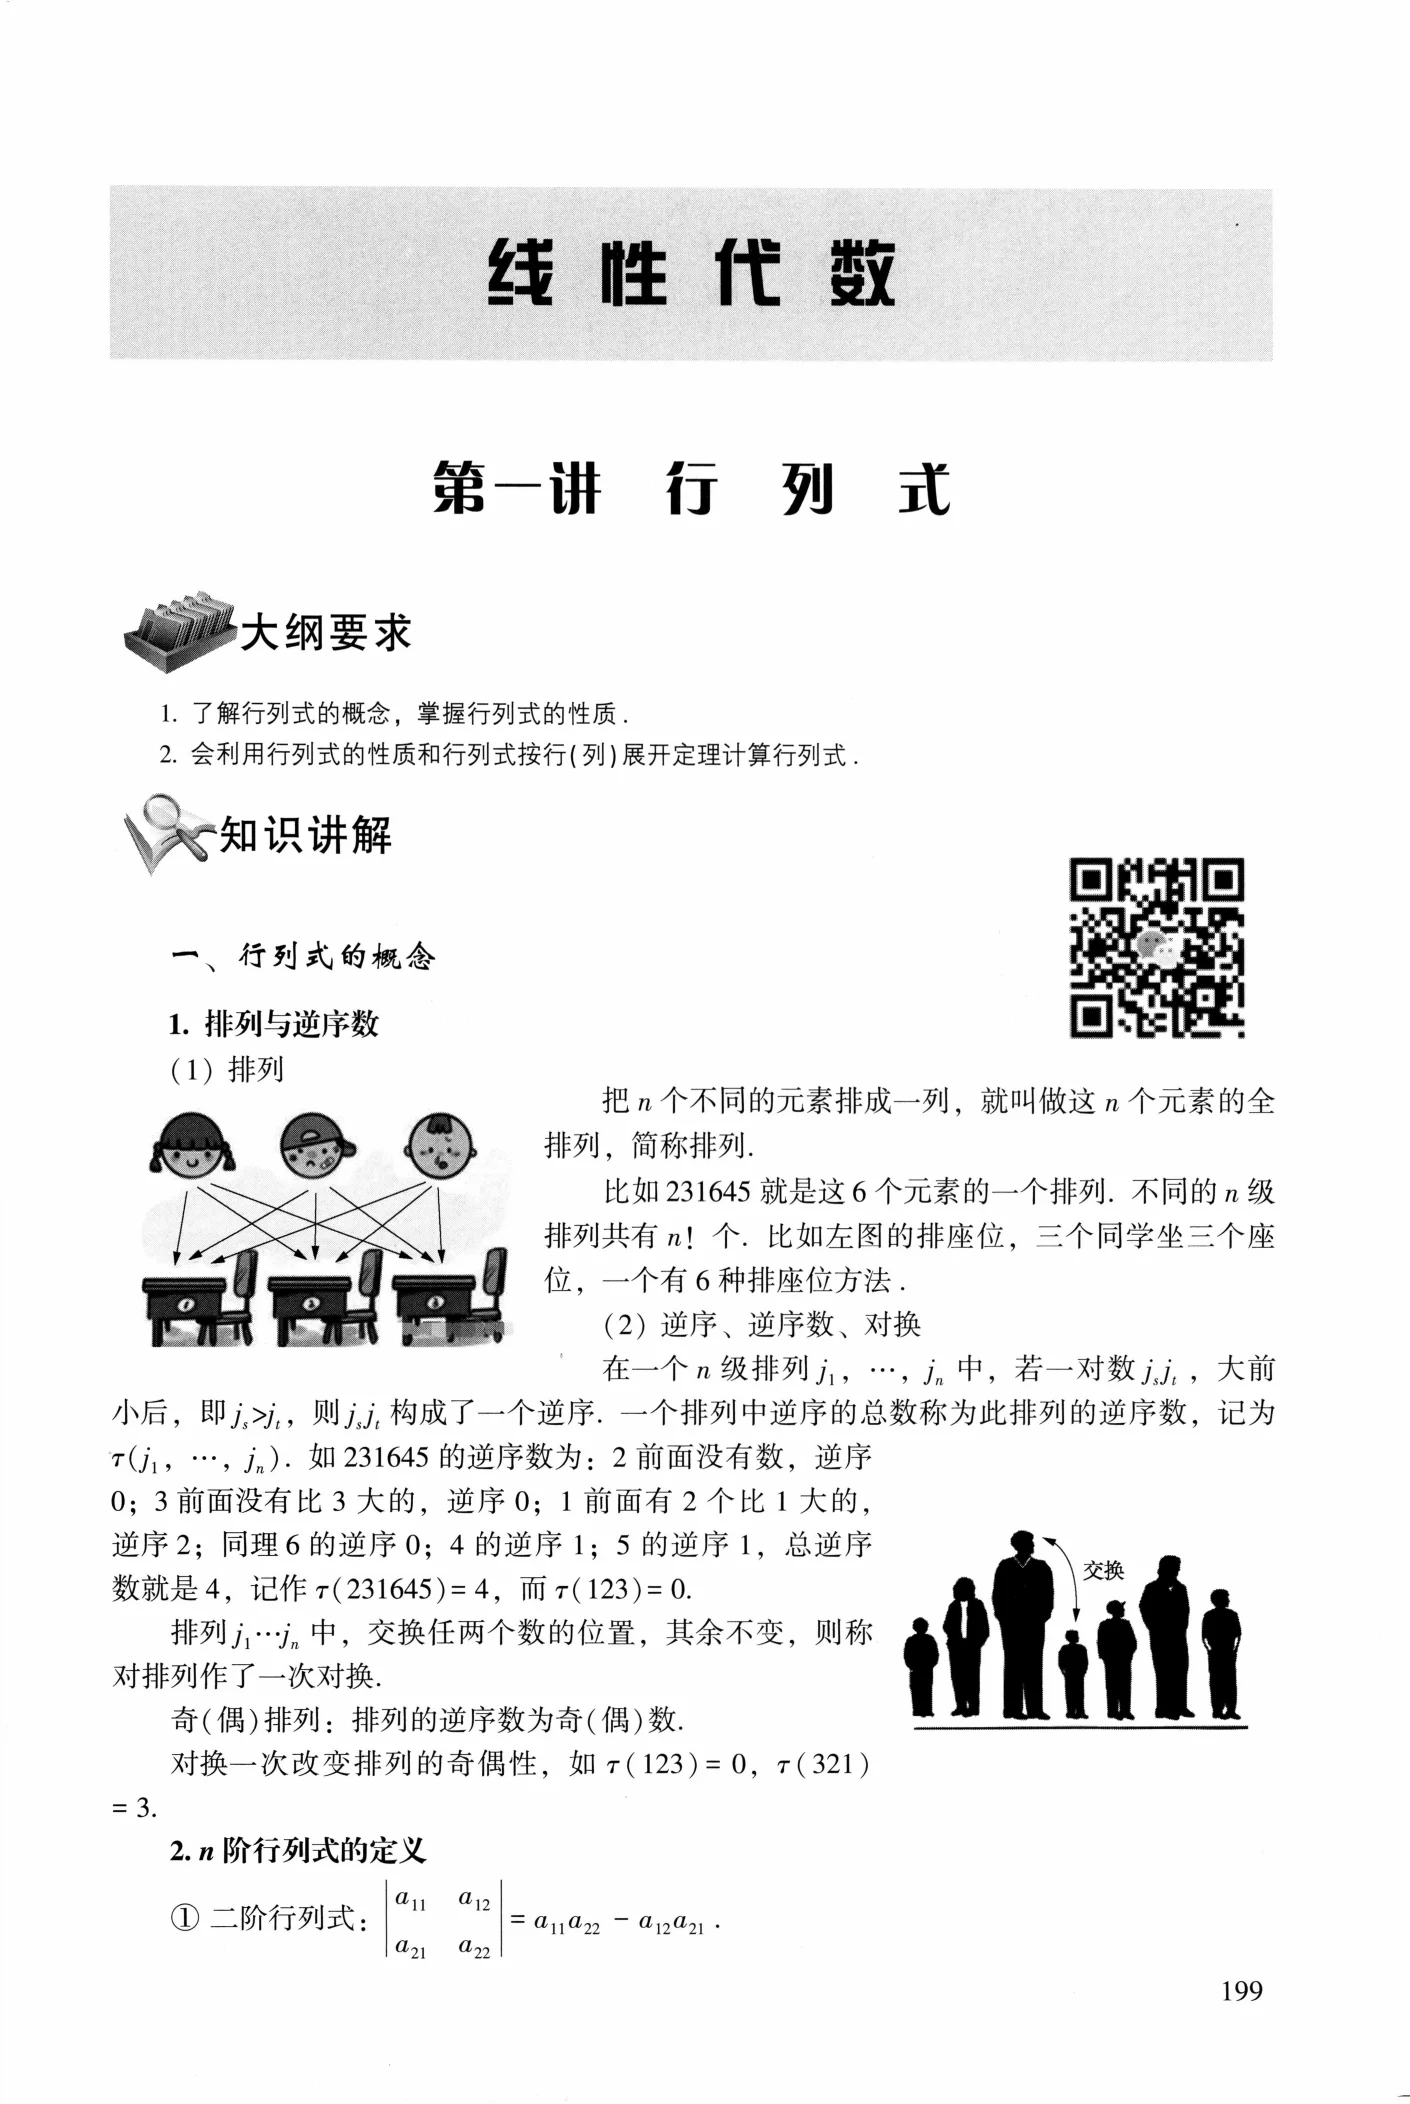 线性代数
第一讲 行列式
大纲要求
1. 了解行列式的概念，掌握行列式的性质.
2. 会利用行列式的性质和行列式按行(列)展开定理计算行列式.
知识讲解
一、行列式的概念
1. 排列与逆序数
(1) 排列
把 n 个不同的元素排成一列，就叫做这 n 个元素的全
排列，简称排列.
比如 231645 就是这 6 个元素的一个排列. 不同的 n 级
排列共有 n! 个. 比如左图的排座位，三个同学坐三个座
位，一个有 6 种排座位方法.
1 2 3
(2) 逆序、逆序数、对换
在一个 n 级排列 j₁, …, jₙ 中，若一对数 jₛjₜ，大前
小后，即 jₛ>jₜ，则 jₛjₜ 构成了一个逆序. 一个排列中逆序的总数称为此排列的逆序数，记为
τ(j₁, …, jₙ). 如 231645 的逆序数为：2 前面没有数，逆序
0；3 前面没有比 3 大的，逆序 0；1 前面有 2 个比 1 大的，
逆序 2；同理 6 的逆序 0；4 的逆序 1；5 的逆序 1，总逆序
数就是 4，记作 τ(231645)= 4，而 τ(123)= 0.
交换
排列 j₁…jₙ 中，交换任两个数的位置，其余不变，则称
对排列作了一次对换.
奇(偶)排列：排列的逆序数为奇(偶)数.
对换一次改变排列的奇偶性，如 τ(123)= 0，τ(321)
= 3.
2. n 阶行列式的定义
① 二阶行列式：| a₁₁ a₁₂ |
| a₂₁ a₂₂ | = a₁₁a₂₂ − a₁₂a₂₁ .
199